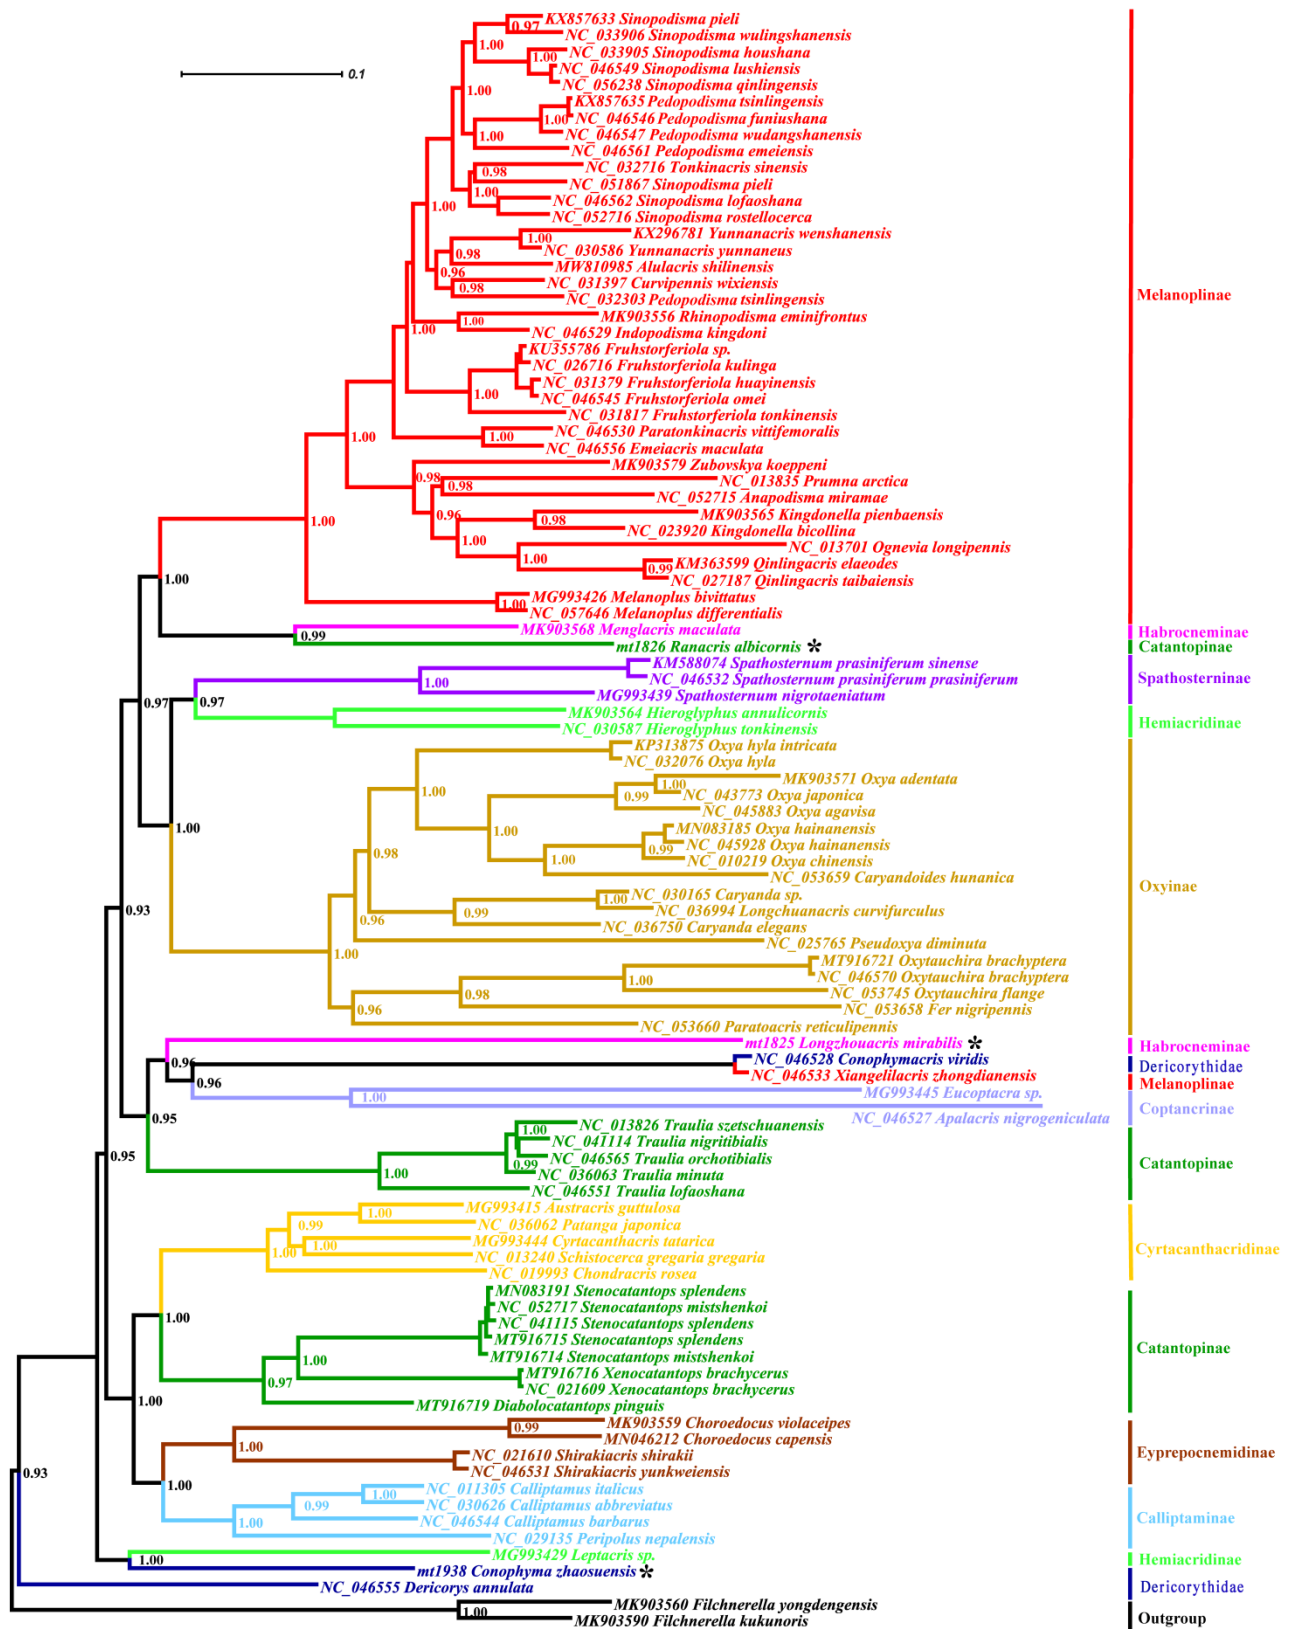 KX857633 Sinopodisma pieli
0.97
NC_033906 Sinopodisma wulingshanensis
1.00
NC_033905 Sinopodisma houshana
1.00
NC_046549 Sinopodisma lushiensis
0.1
NC_056238 Sinopodisma qinlingensis
1.00
KX857635 Pedopodisma tsinlingensis
NC_046546 Pedopodisma funiushana
1.00
NC_046547 Pedopodisma wudangshanensis
1.00
NC_046561 Pedopodisma emeiensis
NC_032716 Tonkinacris sinensis
0.98
NC_051867 Sinopodisma pieli
1.00
NC_046562 Sinopodisma lofaoshana
1.00
NC_052716 Sinopodisma rostellocerca
KX296781 Yunnanacris wenshanensis
1.00
NC_030586 Yunnanacris yunnaneus
0.98
MW810985 Alulacris shilinensis
0.96
NC_031397 Curvipennis wixiensis
0.98
NC_032303 Pedopodisma tsinlingensis
Melanoplinae
MK903556 Rhinopodisma eminifrontus
1.00
1.00
NC_046529 Indopodisma kingdoni
KU355786 Fruhstorferiola sp.
NC_026716 Fruhstorferiola kulinga
NC_031379 Fruhstorferiola huayinensis
1.00
NC_046545 Fruhstorferiola omei
NC_031817 Fruhstorferiola tonkinensis
NC_046530 Paratonkinacris vittifemoralis
1.00
1.00
NC_046556 Emeiacris maculata
MK903579 Zubovskya koeppeni
0.98
NC_013835 Prumna arctica
0.98
NC_052715 Anapodisma miramae
0.96
MK903565 Kingdonella pienbaensis
1.00
0.98
NC_023920 Kingdonella bicollina
1.00
NC_013701 Ognevia longipennis
1.00
KM363599 Qinlingacris elaeodes
0.99
1.00
NC_027187 Qinlingacris taibaiensis
MG993426 Melanoplus bivittatus
1.00
NC_057646 Melanoplus differentialis
MK903568 Menglacris maculata
Habrocneminae
0.99
mt1826 Ranacris albicornis *
Catantopinae
KM588074 Spathosternum prasiniferum sinense
1.00
NC_046532 Spathosternum prasiniferum prasiniferum
Spathosterninae
0.97
0.97
MG993439 Spathosternum nigrotaeniatum
MK903564 Hieroglyphus annulicornis
Hemiacridinae
NC_030587 Hieroglyphus tonkinensis
KP313875 Oxya hyla intricata
NC_032076 Oxya hyla
1.00
MK903571 Oxya adentata
1.00
0.99
NC_043773 Oxya japonica
NC_045883 Oxya agavisa
1.00
1.00
MN083185 Oxya hainanensis
0.98
0.99
NC_045928 Oxya hainanensis
1.00
NC_010219 Oxya chinensis
NC_053659 Caryandoides hunanica
Oxyinae
NC_030165 Caryanda sp.
1.00
0.93
0.99
NC_036994 Longchuanacris curvifurculus
0.96
NC_036750 Caryanda elegans
NC_025765 Pseudoxya diminuta
1.00
MT916721 Oxytauchira brachyptera
1.00
NC_046570 Oxytauchira brachyptera
0.98
NC_053745 Oxytauchira flange
0.96
NC_053658 Fer nigripennis
NC_053660 Paratoacris reticulipennis
mt1825 Longzhouacris mirabilis *
Habrocneminae
0.96
NC_046528 Conophymacris viridis
Dericorythidae
0.96
NC_046533 Xiangelilacris zhongdianensis
Melanoplinae
1.00
MG993445 Eucoptacra sp.
Coptancrinae
0.95
NC_046527 Apalacris nigrogeniculata
NC_013826 Traulia szetschuanensis
1.00
NC_041114 Traulia nigritibialis
0.95
0.99
NC_046565 Traulia orchotibialis
Catantopinae
1.00
NC_036063 Traulia minuta
NC_046551 Traulia lofaoshana
MG993415 Austracris guttulosa
1.00
0.99
NC_036062 Patanga japonica
1.00
1.00
MG993444 Cyrtacanthacris tatarica
Cyrtacanthacridinae
NC_013240 Schistocerca gregaria gregaria
NC_019993 Chondracris rosea
MN083191 Stenocatantops splendens
NC_052717 Stenocatantops mistshenkoi
1.00
NC_041115 Stenocatantops splendens
MT916715 Stenocatantops splendens
Catantopinae
1.00
MT916714 Stenocatantops mistshenkoi
0.97
MT916716 Xenocatantops brachycerus
NC_021609 Xenocatantops brachycerus
1.00
MT916719 Diabolocatantops pinguis
MK903559 Choroedocus violaceipes
0.99
1.00
MN046212 Choroedocus capensis
Eyprepocnemidinae
NC_021610 Shirakiacris shirakii
0.93
1.00
NC_046531 Shirakiacris yunkweiensis
NC_011305 Calliptamus italicus
1.00
0.99
NC_030626 Calliptamus abbreviatus
1.00
NC_046544 Calliptamus barbarus
Calliptaminae
NC_029135 Peripolus nepalensis
MG993429 Leptacris sp.
Hemiacridinae
1.00
mt1938 Conophyma zhaosuensis *
NC_046555 Dericorys annulata
Dericorythidae
MK903560 Filchnerella yongdengensis
1.00
MK903590 Filchnerella kukunoris
Outgroup